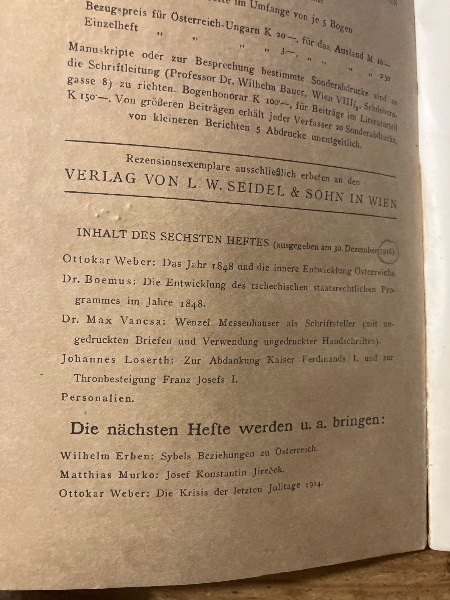 im Umfange von je 5 Bogen
Bezugspreis für Österreich-Ungarn K 20—, für das Ausland M 16—
Einzelheft „ „ „ „ 3—, „ „ „ 2 50
Manuskripte oder zur Besprechung bestimmte Sonderabdrucke sind an
die Schriftleitung (Professor Dr. Wilhelm Bauer, Wien VIII/
gasse 8) zu richten. Bogenhonorar K 100—, für Beiträge im Literaturteil
K 150—. Von größeren Beiträgen erhält jeder Verfasser 20 Sonderabdrucke,
von kleineren Berichten 5 Abdrucke unentgeltlich.
Rezensionsexemplare ausschließlich erbeten an den
VERLAG VON L. W. SEIDEL & SOHN IN WIEN
INHALT DES SECHSTEN HEFTES (ausgegeben am 30. Dezember 1918).
Ottokar Weber: Das Jahr 1848 und die innere Entwicklung Österreichs.
Dr. Boemus: Die Entwicklung des tschechischen staatsrechtlichen Pro-
grammes im Jahre 1848.
Dr. Max Vancsa: Wenzel Messenhauser als Schriftsteller (mit un-
gedruckten Briefen und Verwendung ungedruckter Handschriften).
Johannes Loserth: Zur Abdankung Kaiser Ferdinands I. und zur
Thronbesteigung Franz Josefs I.
Personalien.
Die nächsten Hefte werden u. a. bringen:
Wilhelm Erben: Sybels Beziehungen zu Österreich.
Matthias Murko: Josef Konstantin Jireček.
Ottokar Weber: Die Krisis der letzten Julitage 1914.